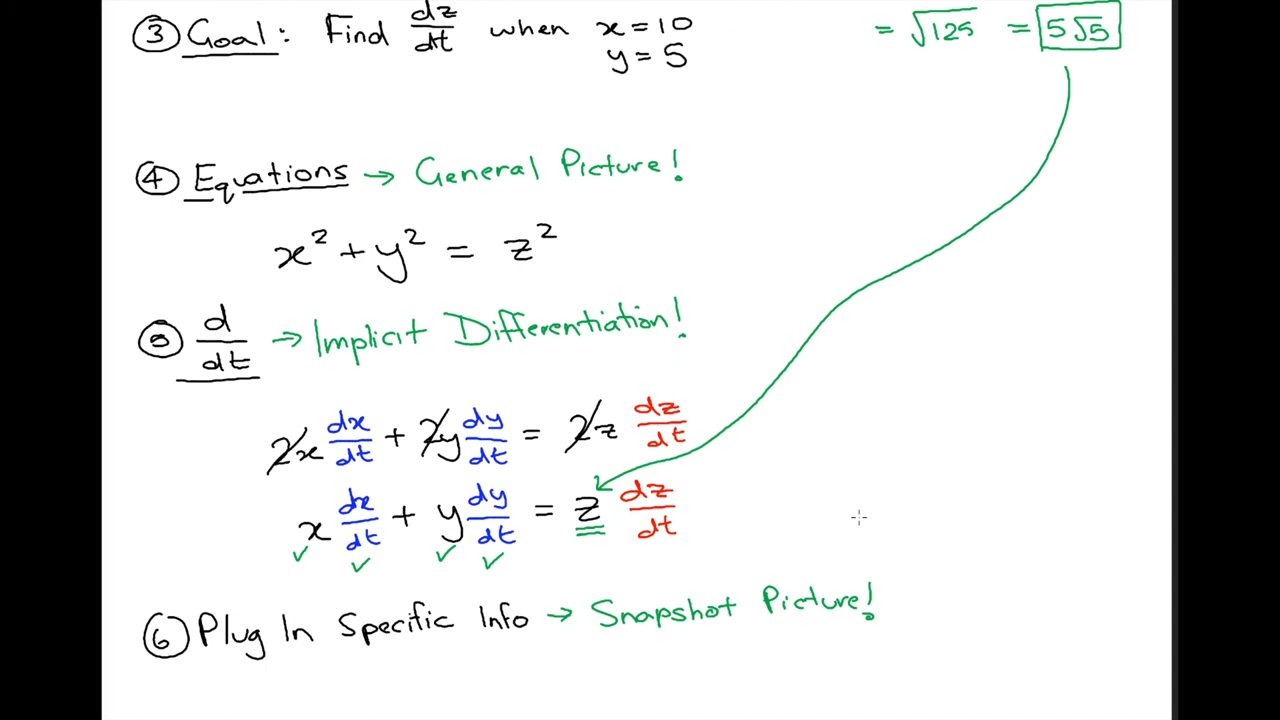 ③ Goal: Find dz/dt when x = 10
y = 5
= √125 = 5√5
④ Equations → General Picture!
x² + y² = z²
⑤ d/dt → Implicit Differentiation!
2x dx/dt + 2y dy/dt = 2z dz/dt
x dx/dt + y dy/dt = z dz/dt
✓ ✓ ✓ ✓
⑥ Plug In Specific Info → Snapshot Picture!